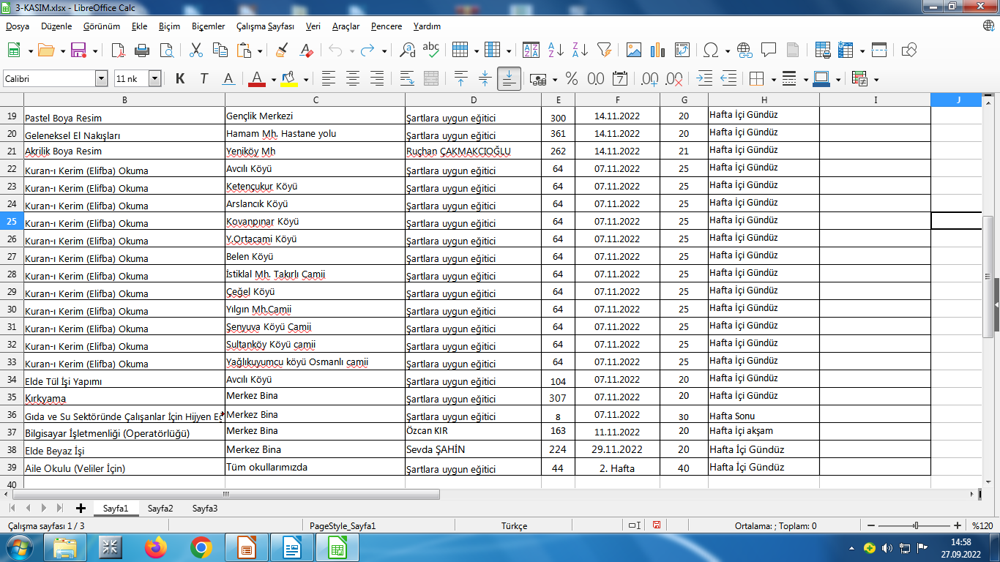 3-KASIM.xlsx - LibreOffice Calc
Dosya Düzenle Görünüm Ekle Biçim Biçemler Çalışma Sayfası Veri Araçlar Pencere Yardım
Calibri 11 nk K T A
B C D E F G H I J
19 Pastel Boya Resim Gençlik Merkezi Şartlara uygun eğitici 300 14.11.2022 20 Hafta İçi Gündüz
20 Geleneksel El Nakışları Hamam Mh. Hastane yolu Şartlara uygun eğitici 361 14.11.2022 20 Hafta İçi Gündüz
21 Akrilik Boya Resim Yeniköy Mh Ruçhan ÇAKMAKCIOĞLU 262 14.11.2022 21 Hafta İçi Gündüz
22 Kuran-ı Kerim (Elifba) Okuma Avcılı Köyü Şartlara uygun eğitici 64 07.11.2022 25 Hafta İçi Gündüz
23 Kuran-ı Kerim (Elifba) Okuma Ketençukur Köyü Şartlara uygun eğitici 64 07.11.2022 25 Hafta İçi Gündüz
24 Kuran-ı Kerim (Elifba) Okuma Arslancık Köyü Şartlara uygun eğitici 64 07.11.2022 25 Hafta İçi Gündüz
25 Kuran-ı Kerim (Elifba) Okuma Kovanpınar Köyü Şartlara uygun eğitici 64 07.11.2022 25 Hafta İçi Gündüz
26 Kuran-ı Kerim (Elifba) Okuma Y.Ortacami Köyü Şartlara uygun eğitici 64 07.11.2022 25 Hafta İçi Gündüz
27 Kuran-ı Kerim (Elifba) Okuma Belen Köyü Şartlara uygun eğitici 64 07.11.2022 25 Hafta İçi Gündüz
28 Kuran-ı Kerim (Elifba) Okuma İstiklal Mh. Takırlı Camii Şartlara uygun eğitici 64 07.11.2022 25 Hafta İçi Gündüz
29 Kuran-ı Kerim (Elifba) Okuma Çeğel Köyü Şartlara uygun eğitici 64 07.11.2022 25 Hafta İçi Gündüz
30 Kuran-ı Kerim (Elifba) Okuma Yılgın Mh.Camii Şartlara uygun eğitici 64 07.11.2022 25 Hafta İçi Gündüz
31 Kuran-ı Kerim (Elifba) Okuma Şenyuva Köyü Camii Şartlara uygun eğitici 64 07.11.2022 25 Hafta İçi Gündüz
32 Kuran-ı Kerim (Elifba) Okuma Sultanköy Köyü camii Şartlara uygun eğitici 64 07.11.2022 25 Hafta İçi Gündüz
33 Kuran-ı Kerim (Elifba) Okuma Yağlıkuyumcu köyü Osmanlı camii Şartlara uygun eğitici 64 07.11.2022 25 Hafta İçi Gündüz
34 Elde Tül İşi Yapımı Avcılı Köyü Şartlara uygun eğitici 104 07.11.2022 20 Hafta İçi Gündüz
35 Kırkyama Merkez Bina Şartlara uygun eğitici 307 07.11.2022 20 Hafta İçi Gündüz
36 Gıda ve Su Sektöründe Çalışanlar İçin Hijyen Eğ Merkez Bina Şartlara uygun eğitici 8 07.11.2022 30 Hafta Sonu
37 Bilgisayar İşletmenliği (Operatörlüğü) Merkez Bina Özcan KIR 163 11.11.2022 20 Hafta İçi akşam
38 Elde Beyaz İşi Merkez Bina Sevda ŞAHİN 224 29.11.2022 20 Hafta İçi Gündüz
39 Aile Okulu (Veliler İçin) Tüm okullarımızda Şartlara uygun eğitici 44 2. Hafta 40 Hafta İçi Gündüz
40
Sayfa1 Sayfa2 Sayfa3
Çalışma sayfası 1 / 3 PageStyle_Sayfa1 Türkçe Ortalama: ; Toplam: 0 %120
14:58
27.09.2022